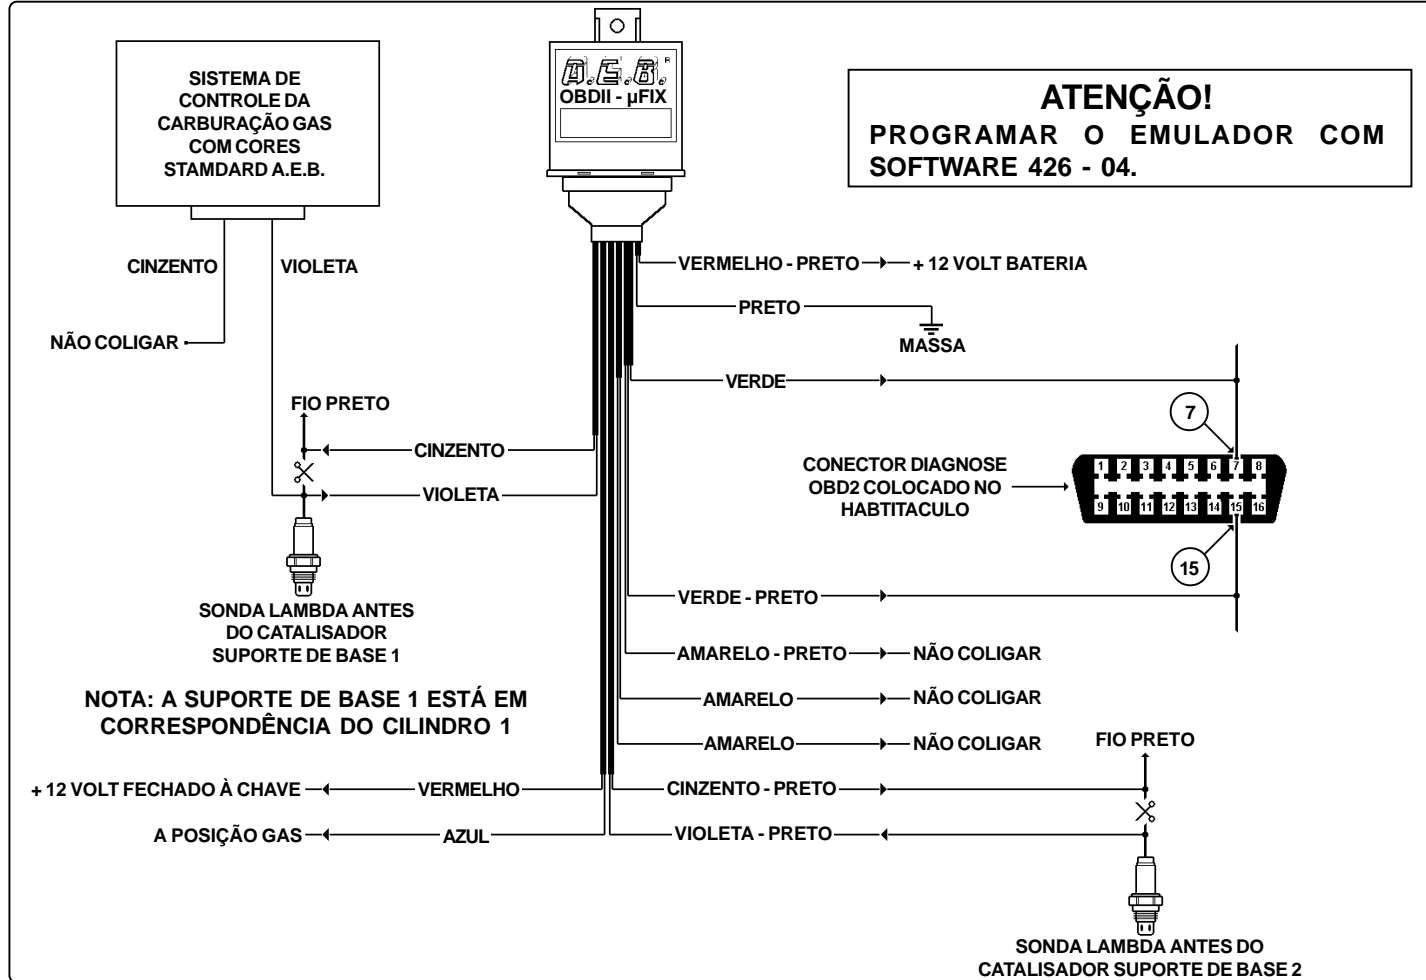 SISTEMA DE
CONTROLE DA
CARBURAÇÃO GAS
COM CORES
STAMDARD A.E.B.
A.E.B. R
OBDII - µFIX
ATENÇÃO!
PROGRAMAR O EMULADOR COM
SOFTWARE 426 - 04.
CINZENTO
VIOLETA
NÃO COLIGAR
VERMELHO - PRETO
+ 12 VOLT BATERIA
PRETO
MASSA
VERDE
FIO PRETO
CINZENTO
VIOLETA
SONDA LAMBDA ANTES
DO CATALISADOR
SUPORTE DE BASE 1
7
CONECTOR DIAGNOSE
OBD2 COLOCADO NO
HABTITACULO
1 2 3 4 5 6 7 8
9 10 11 12 13 14 15 16
15
VERDE - PRETO
AMARELO - PRETO
NÃO COLIGAR
AMARELO
NÃO COLIGAR
AMARELO
NÃO COLIGAR
NOTA: A SUPORTE DE BASE 1 ESTÁ EM
CORRESPONDÊNCIA DO CILINDRO 1
+ 12 VOLT FECHADO À CHAVE
VERMELHO
A POSIÇÃO GAS
AZUL
CINZENTO - PRETO
VIOLETA - PRETO
FIO PRETO
SONDA LAMBDA ANTES DO
CATALISADOR SUPORTE DE BASE 2